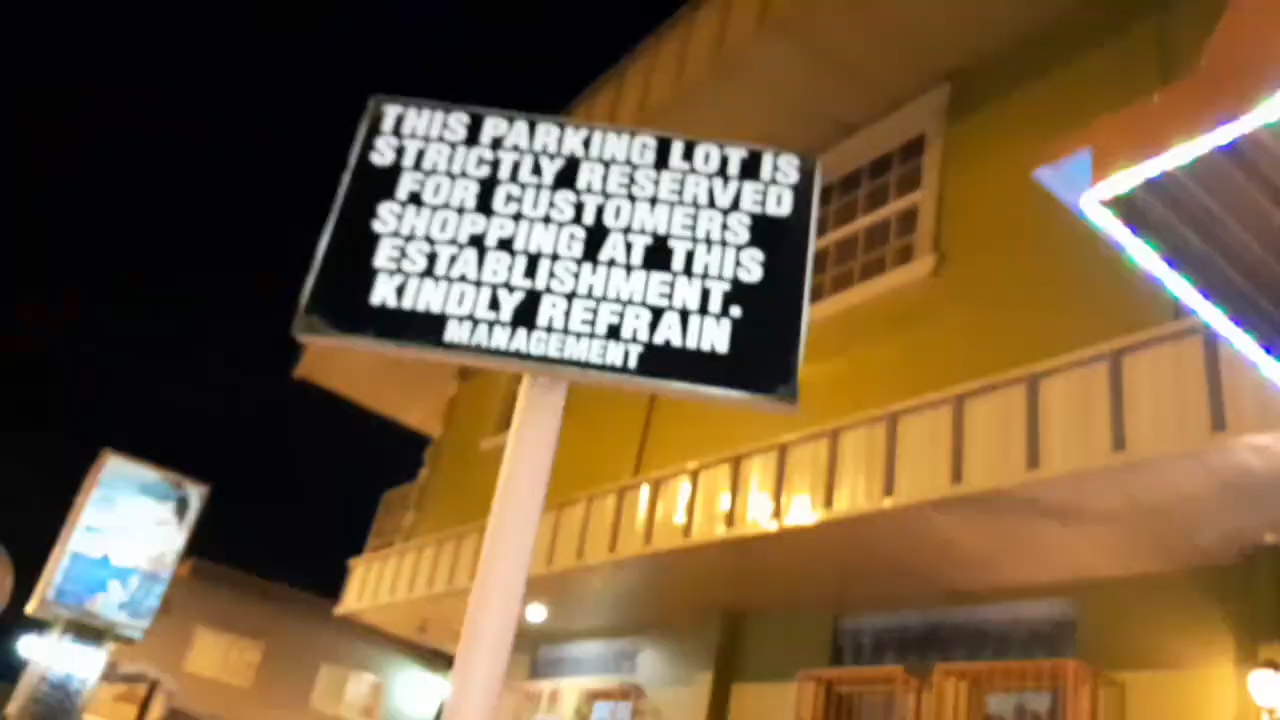 THIS PARKING LOT IS
STRICTLY RESERVED
FOR CUSTOMERS
SHOPPING AT THIS
ESTABLISHMENT.
KINDLY REFRAIN
MANAGEMENT